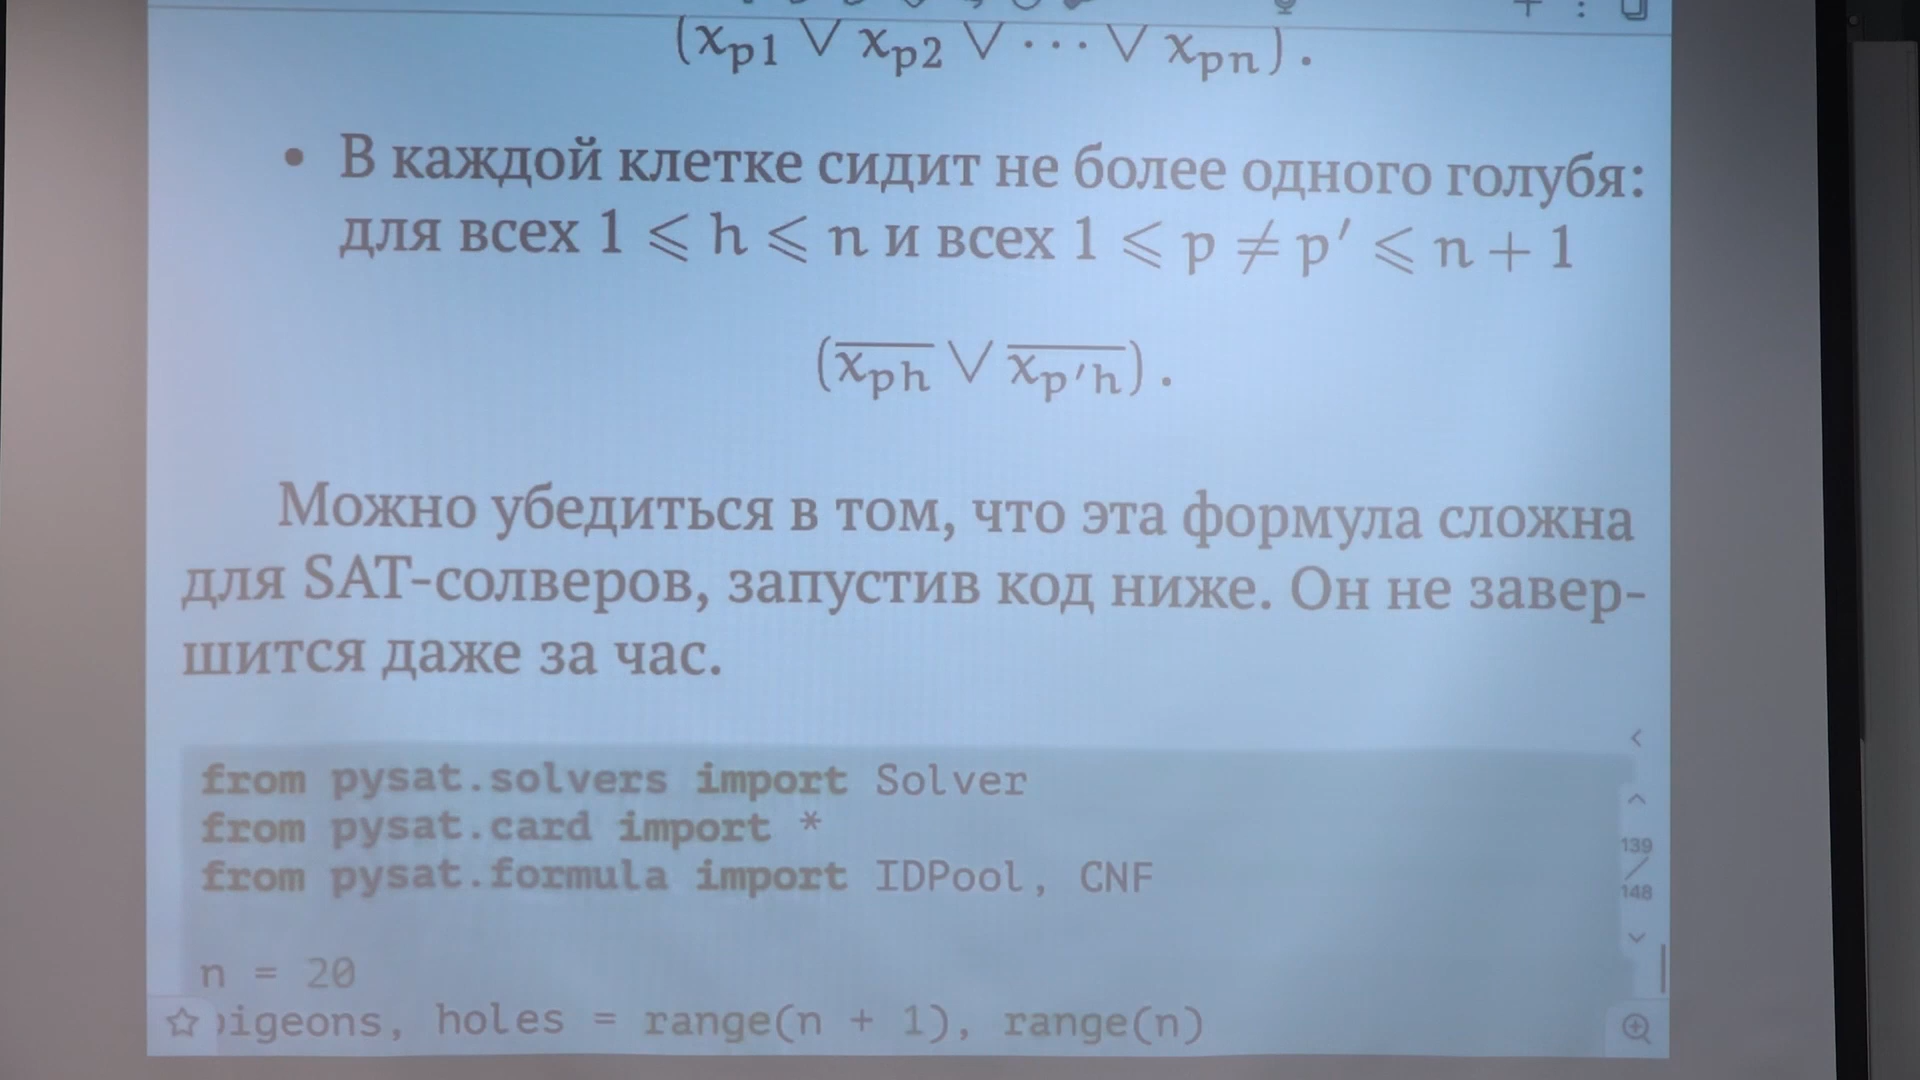 (x_{p1} ∨ x_{p2} ∨ ··· ∨ x_{pn}).
• В каждой клетке сидит не более одного голубя:
для всех 1 ⩽ h ⩽ n и всех 1 ⩽ p ≠ p′ ⩽ n + 1
(\overline{x_{ph}} ∨ \overline{x_{p′h}}).
Можно убедиться в том, что эта формула сложна
для SAT-солверов, запустив код ниже. Он не завер-
шится даже за час.
from pysat.solvers import Solver
from pysat.card import *
from pysat.formula import IDPool, CNF
139
/
148
n = 20
pigeons, holes = range(n + 1), range(n)